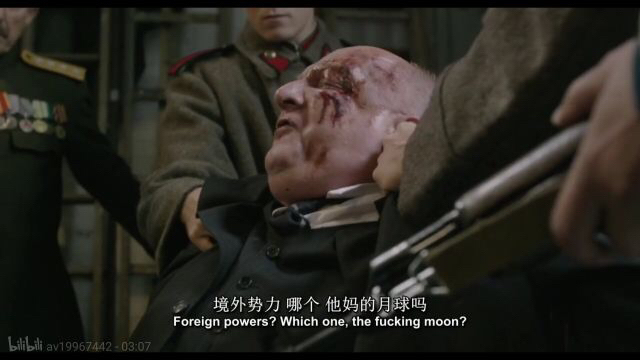 境外势力 哪个 他妈的月球吗
Foreign powers? Which one, the fucking moon?
bilibili av19967442 - 03:07